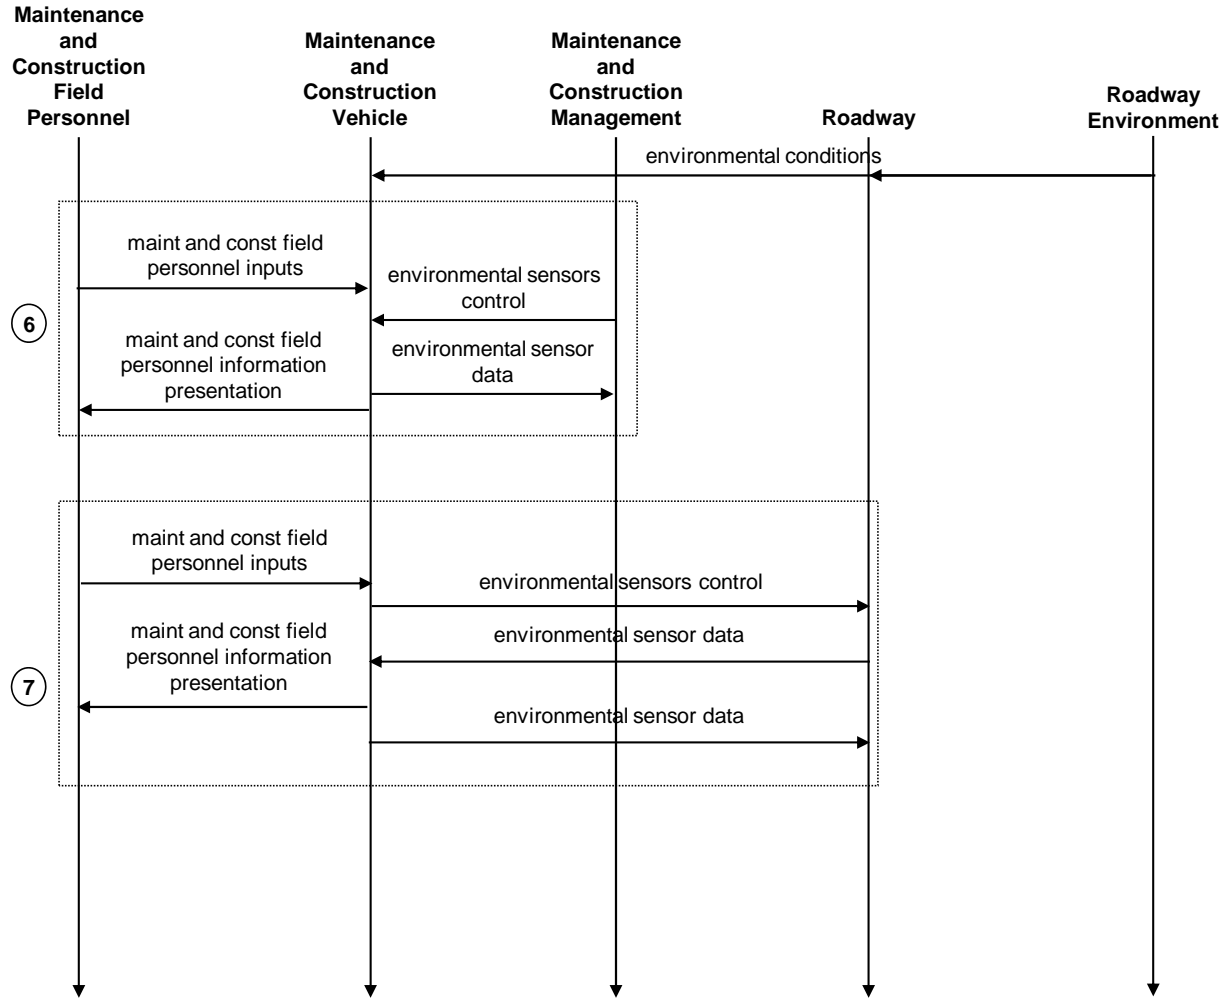 Maintenance
and
Construction
Field
Personnel
Maintenance
and
Construction
Vehicle
Maintenance
and
Construction
Management
Roadway
Roadway
Environment
environmental conditions
6
maint and const field
personnel inputs
environmental sensors
control
maint and const field
personnel information
presentation
environmental sensor
data
7
maint and const field
personnel inputs
environmental sensors control
maint and const field
personnel information
presentation
environmental sensor data
environmental sensor data